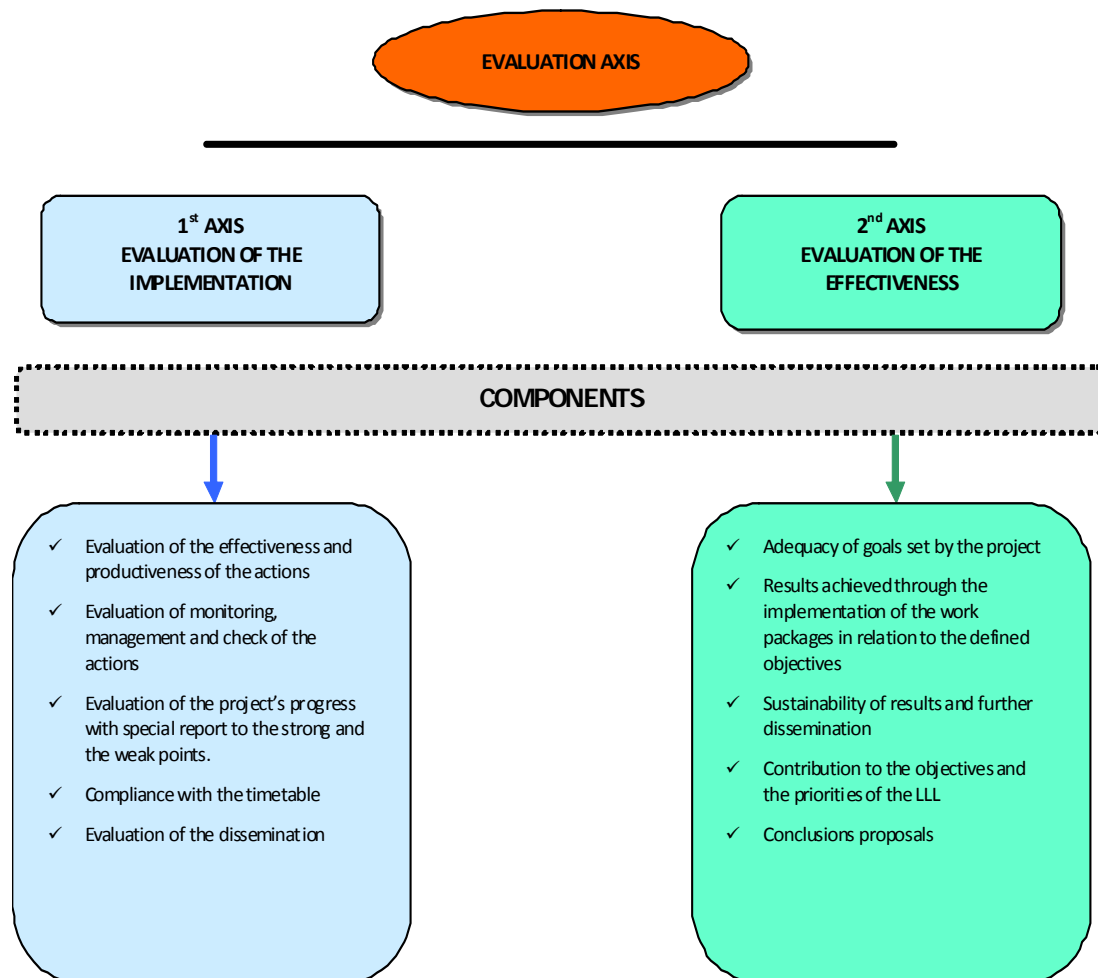 EVALUATION AXIS
1st AXIS
EVALUATION OF THE
IMPLEMENTATION
2nd AXIS
EVALUATION OF THE
EFFECTIVENESS
COMPONENTS
✓ Evaluation of the effectiveness and
productiveness of the actions
✓ Evaluation of monitoring,
management and check of the
actions
✓ Evaluation of the project’s progress
with special report to the strong and
the weak points.
✓ Compliance with the timetable
✓ Evaluation of the dissemination
✓ Adequacy of goals set by the project
✓ Results achieved through the
implementation of the work
packages in relation to the defined
objectives
✓ Sustainability of results and further
dissemination
✓ Contribution to the objectives and
the priorities of the LLL
✓ Conclusions proposals